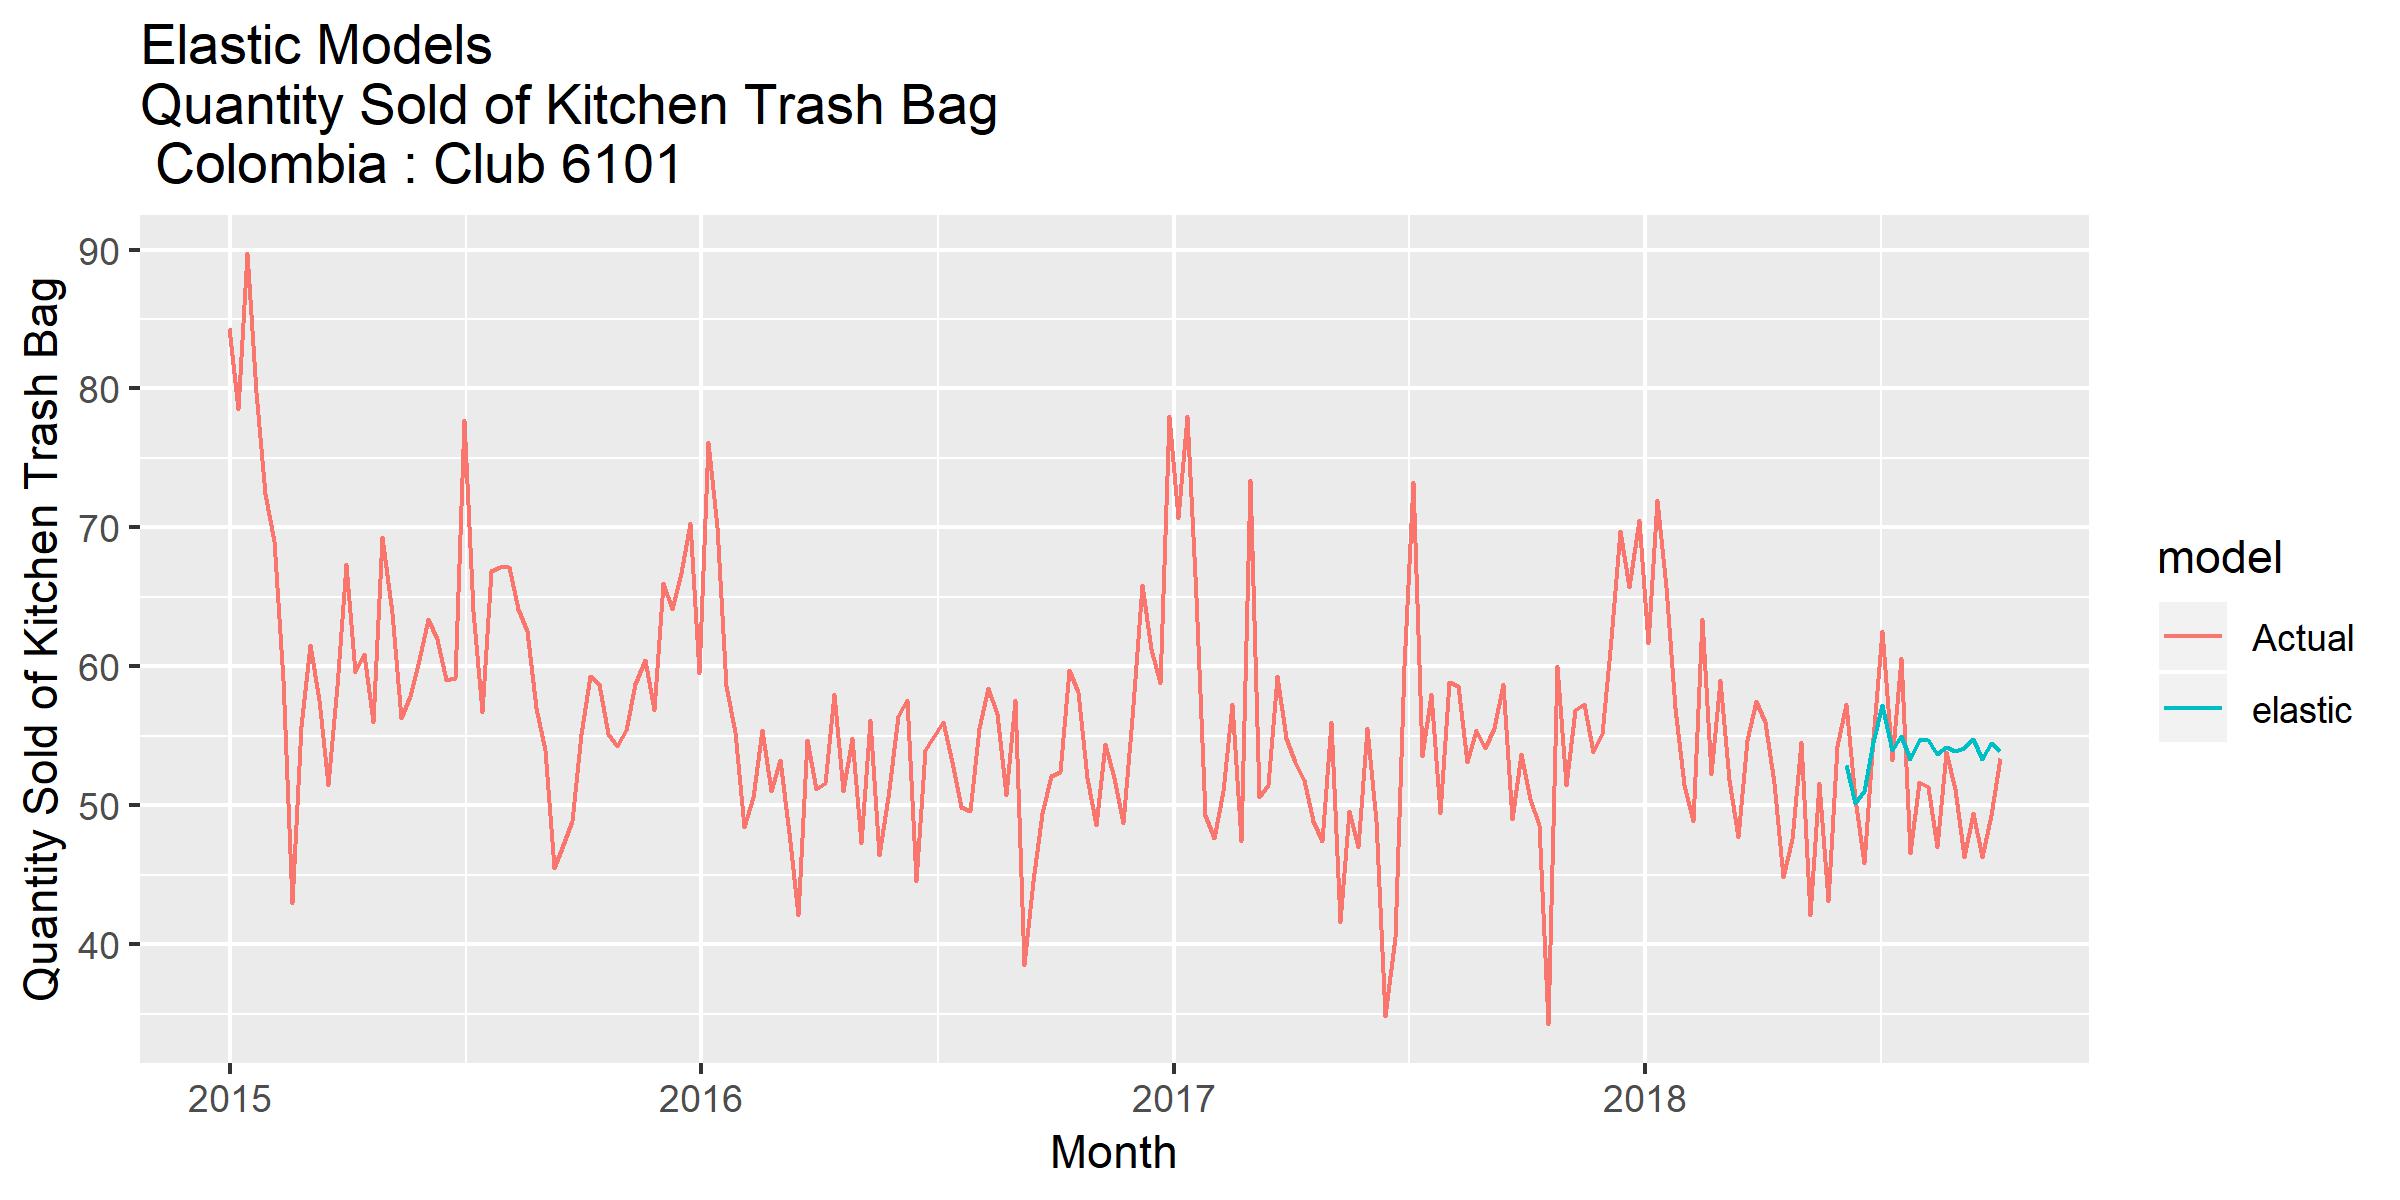 Elastic Models
Quantity Sold of Kitchen Trash Bag
Colombia : Club 6101
Quantity Sold of Kitchen Trash Bag
90
80
70
60
50
40
2015
2016
2017
2018
Month
model
Actual
elastic